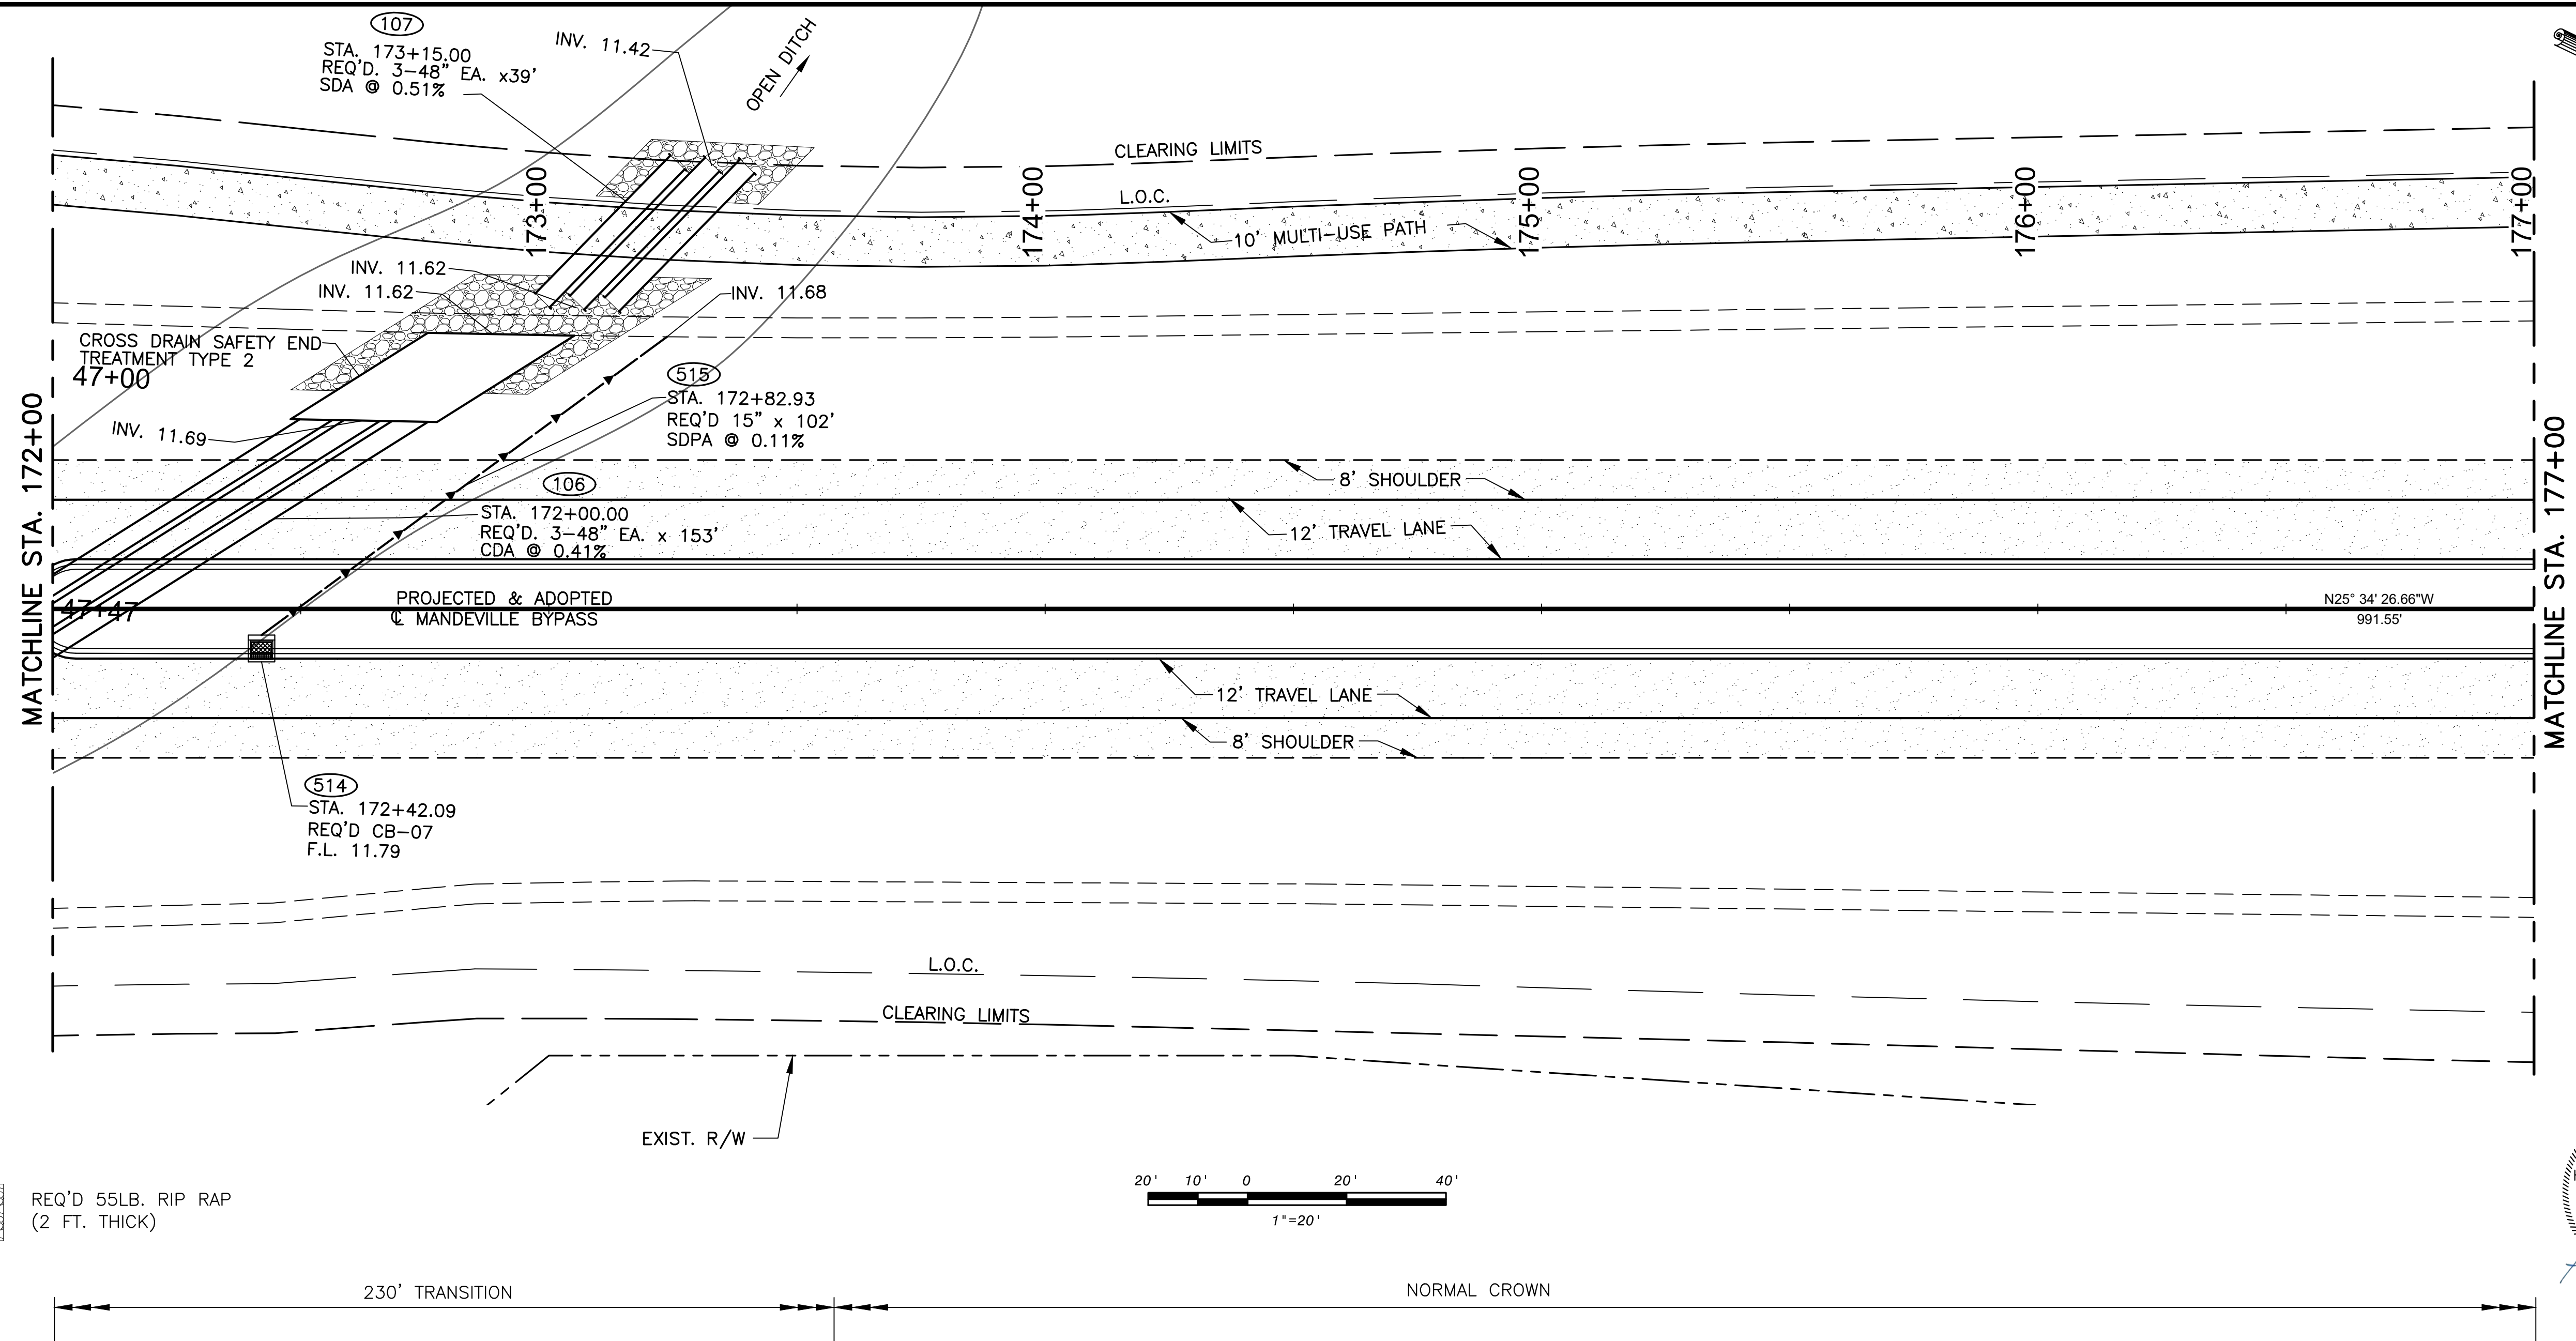 107
STA. 173+15.00
REQ'D. 3-48" EA. x39'
SDA @ 0.51%
INV. 11.42
OPEN DITCH
CLEARING LIMITS
L.O.C.
10' MULTI-USE PATH
173+00
174+00
175+00
176+00
177+00
INV. 11.62
INV. 11.62
INV. 11.68
CROSS DRAIN SAFETY END
TREATMENT TYPE 2
47+00
INV. 11.69
515
STA. 172+82.93
REQ'D 15" x 102'
SDPA @ 0.11%
106
STA. 172+00.00
REQ'D. 3-48" EA. x 153'
CDA @ 0.41%
8' SHOULDER
12' TRAVEL LANE
MATCHLINE STA. 172+00
MATCHLINE STA. 177+00
47+47
PROJECTED & ADOPTED
℄ MANDEVILLE BYPASS
N25° 34' 26.66"W
991.55'
12' TRAVEL LANE
8' SHOULDER
514
STA. 172+42.09
REQ'D CB-07
F.L. 11.79
L.O.C.
CLEARING LIMITS
EXIST. R/W
REQ'D 55LB. RIP RAP
(2 FT. THICK)
20' 10' 0 20' 40'
1"=20'
230' TRANSITION
NORMAL CROWN